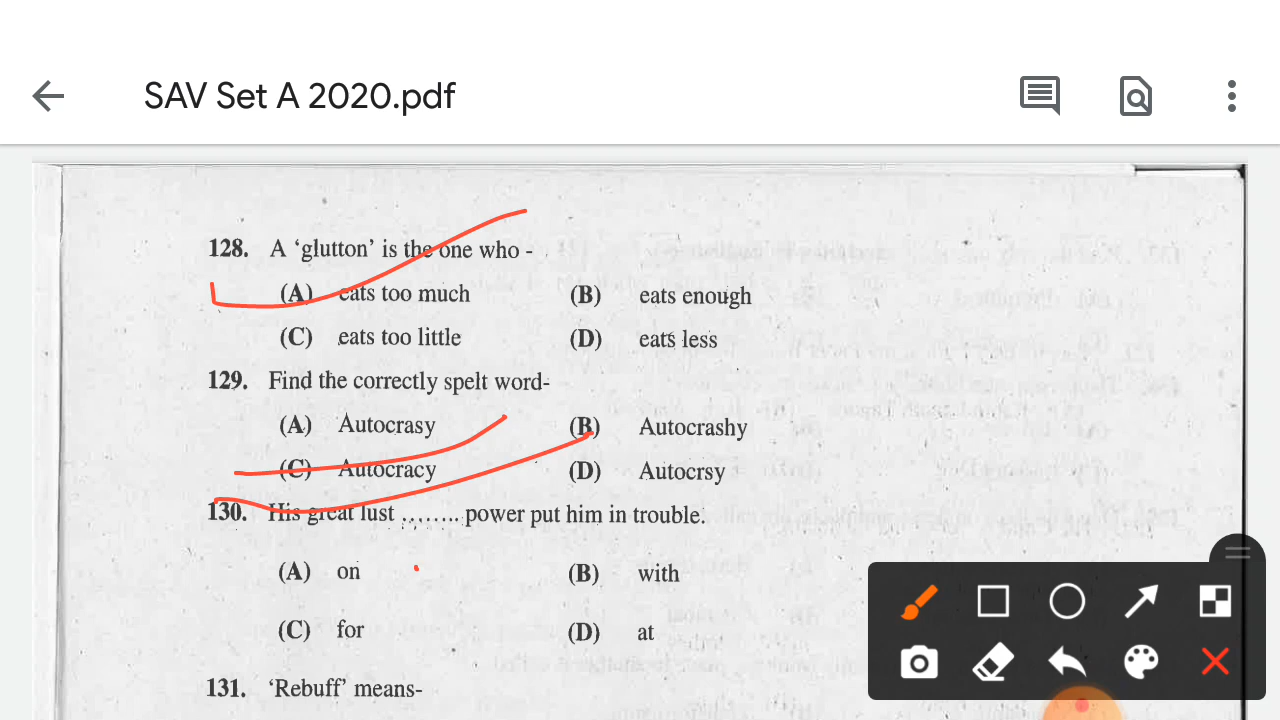 SAV Set A 2020.pdf
128. A ‘glutton’ is the one who -
(A) eats too much (B) eats enough
(C) eats too little (D) eats less
129. Find the correctly spelt word-
(A) Autocrasy (B) Autocrashy
(C) Autocracy (D) Autocrsy
130. His great lust ........ power put him in trouble.
(A) on (B) with
(C) for (D) at
131. ‘Rebuff’ means-